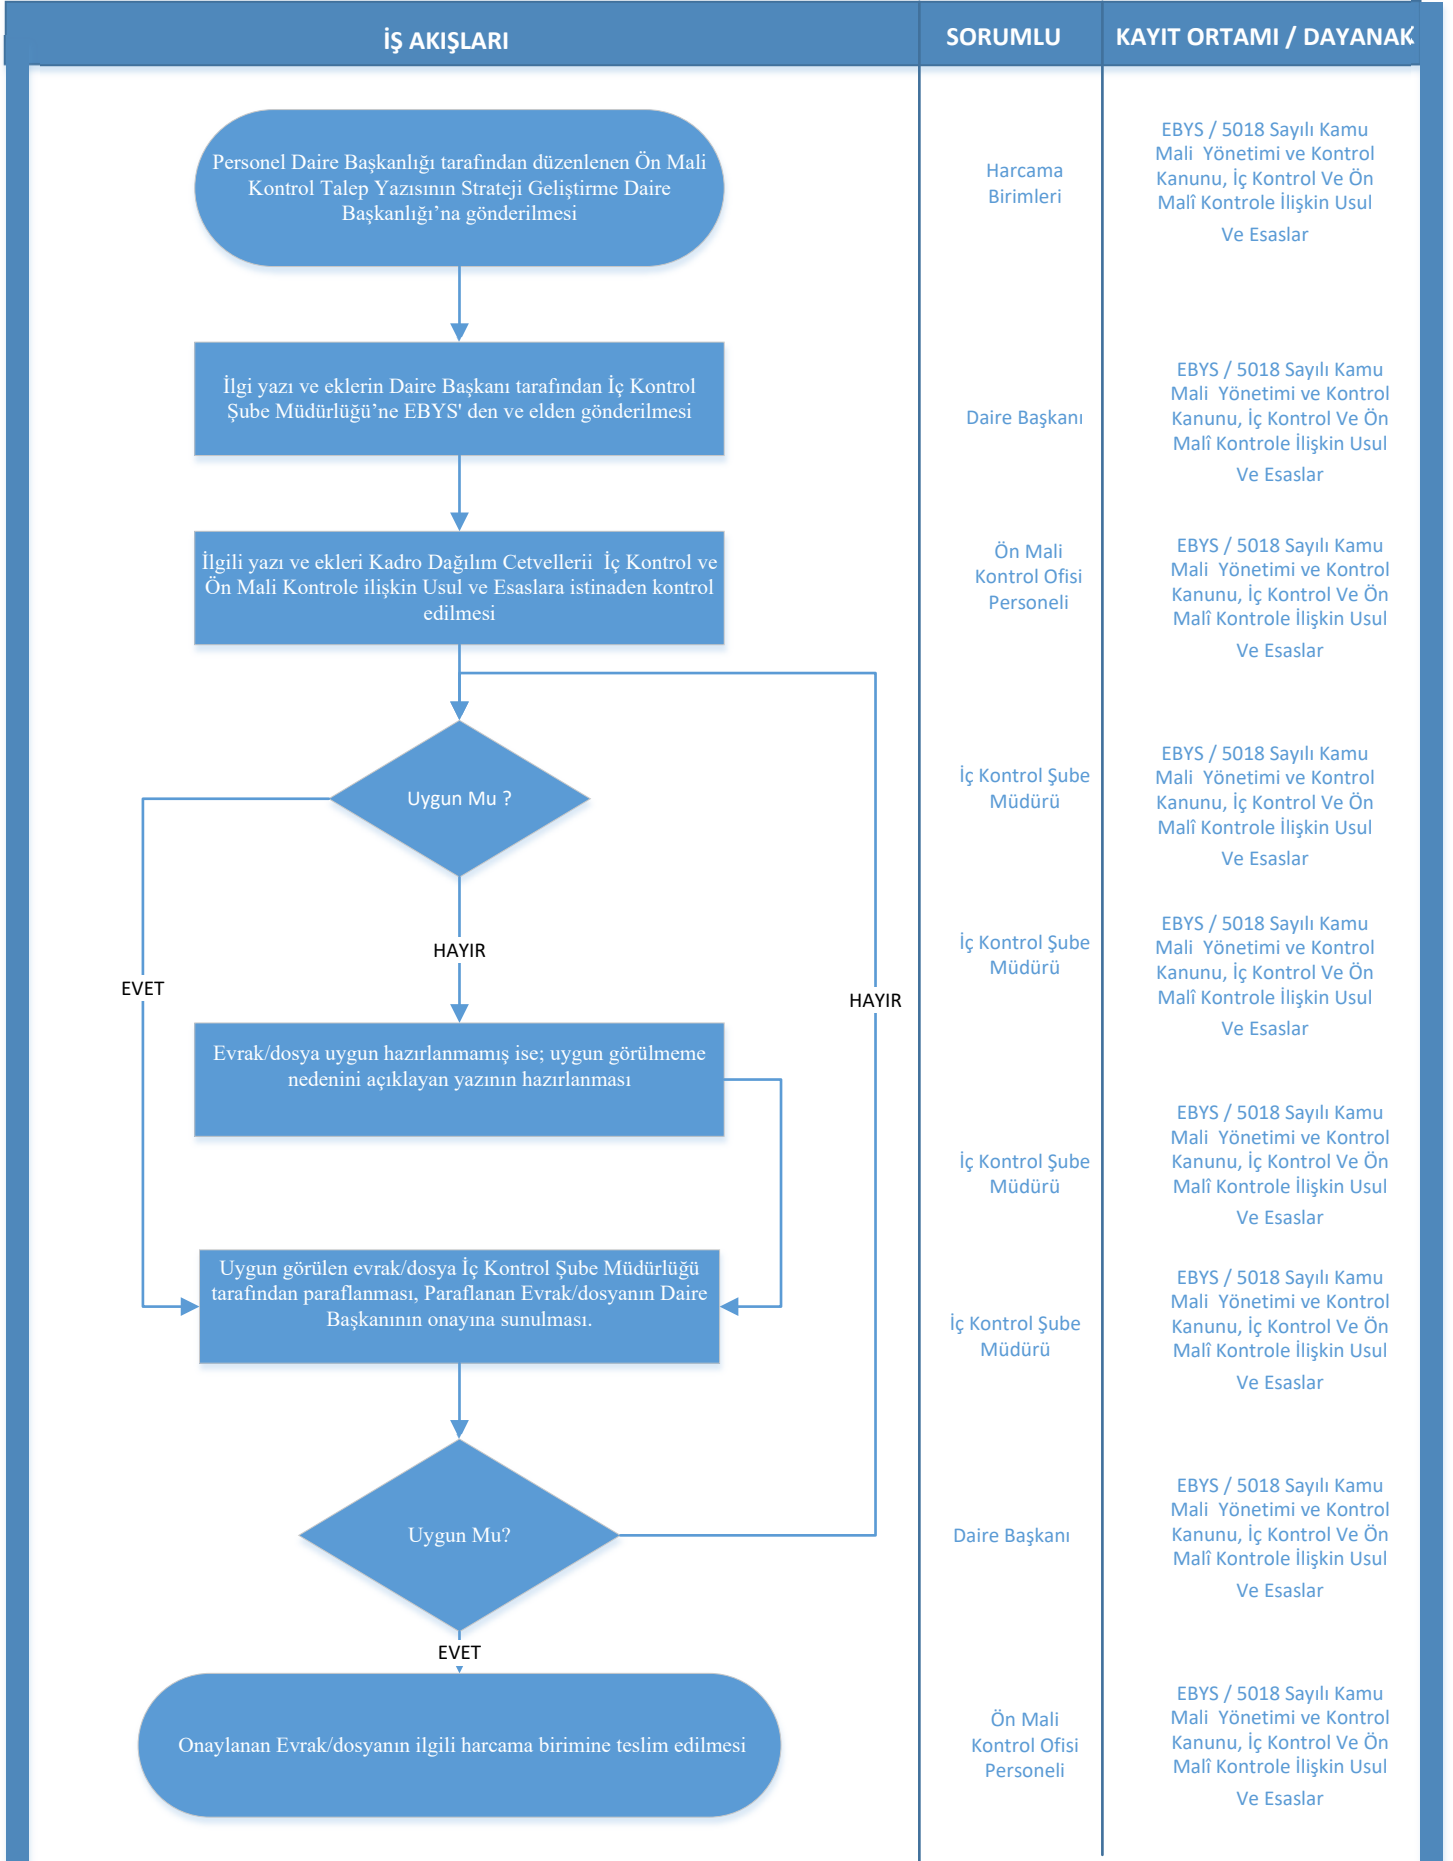 İŞ AKIŞLARI
SORUMLU
KAYIT ORTAMI / DAYANAK
Personel Daire Başkanlığı tarafından düzenlenen Ön Mali
Kontrol Talep Yazısının Strateji Geliştirme Daire
Başkanlığı’na gönderilmesi
Harcama
Birimleri
EBYS / 5018 Sayılı Kamu
Mali Yönetimi ve Kontrol
Kanunu, İç Kontrol Ve Ön
Malî Kontrole İlişkin Usul
Ve Esaslar
İlgi yazı ve eklerin Daire Başkanı tarafından İç Kontrol
Şube Müdürlüğü’ne EBYS' den ve elden gönderilmesi
Daire Başkanı
EBYS / 5018 Sayılı Kamu
Mali Yönetimi ve Kontrol
Kanunu, İç Kontrol Ve Ön
Malî Kontrole İlişkin Usul
Ve Esaslar
İlgili yazı ve ekleri Kadro Dağılım Cetvellerii İç Kontrol ve
Ön Mali Kontrole ilişkin Usul ve Esaslara istinaden kontrol
edilmesi
Ön Mali
Kontrol Ofisi
Personeli
EBYS / 5018 Sayılı Kamu
Mali Yönetimi ve Kontrol
Kanunu, İç Kontrol Ve Ön
Malî Kontrole İlişkin Usul
Ve Esaslar
Uygun Mu ?
İç Kontrol Şube
Müdürü
EBYS / 5018 Sayılı Kamu
Mali Yönetimi ve Kontrol
Kanunu, İç Kontrol Ve Ön
Malî Kontrole İlişkin Usul
Ve Esaslar
HAYIR
EVET
HAYIR
İç Kontrol Şube
Müdürü
EBYS / 5018 Sayılı Kamu
Mali Yönetimi ve Kontrol
Kanunu, İç Kontrol Ve Ön
Malî Kontrole İlişkin Usul
Ve Esaslar
Evrak/dosya uygun hazırlanmamış ise; uygun görülmeme
nedenini açıklayan yazının hazırlanması
İç Kontrol Şube
Müdürü
EBYS / 5018 Sayılı Kamu
Mali Yönetimi ve Kontrol
Kanunu, İç Kontrol Ve Ön
Malî Kontrole İlişkin Usul
Ve Esaslar
Uygun görülen evrak/dosya İç Kontrol Şube Müdürlüğü
tarafından paraflanması, Paraflanan Evrak/dosyanın Daire
Başkanının onayına sunulması.
İç Kontrol Şube
Müdürü
EBYS / 5018 Sayılı Kamu
Mali Yönetimi ve Kontrol
Kanunu, İç Kontrol Ve Ön
Malî Kontrole İlişkin Usul
Ve Esaslar
Uygun Mu?
Daire Başkanı
EBYS / 5018 Sayılı Kamu
Mali Yönetimi ve Kontrol
Kanunu, İç Kontrol Ve Ön
Malî Kontrole İlişkin Usul
Ve Esaslar
EVET
Onaylanan Evrak/dosyanın ilgili harcama birimine teslim edilmesi
Ön Mali
Kontrol Ofisi
Personeli
EBYS / 5018 Sayılı Kamu
Mali Yönetimi ve Kontrol
Kanunu, İç Kontrol Ve Ön
Malî Kontrole İlişkin Usul
Ve Esaslar